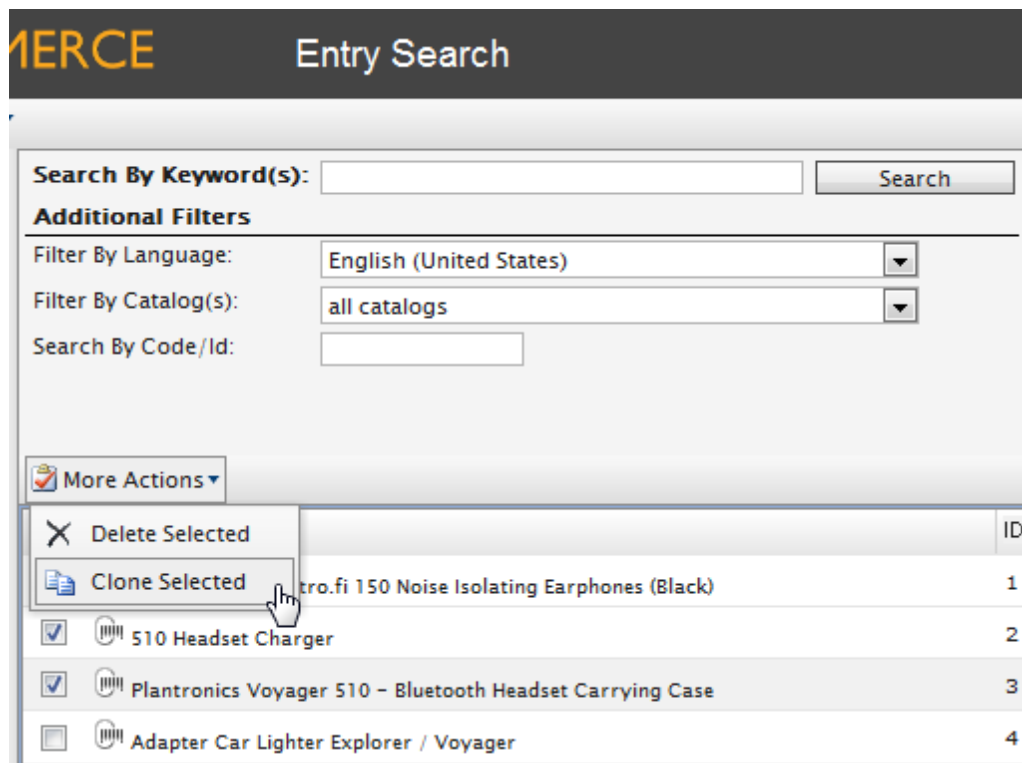 MERCE Entry Search
Search By Keyword(s): Search
Additional Filters
Filter By Language: English (United States)
Filter By Catalog(s): all catalogs
Search By Code/Id:
More Actions
Delete Selected ID
Clone Selected tro.fi 150 Noise Isolating Earphones (Black) 1
510 Headset Charger 2
Plantronics Voyager 510 - Bluetooth Headset Carrying Case 3
Adapter Car Lighter Explorer / Voyager 4